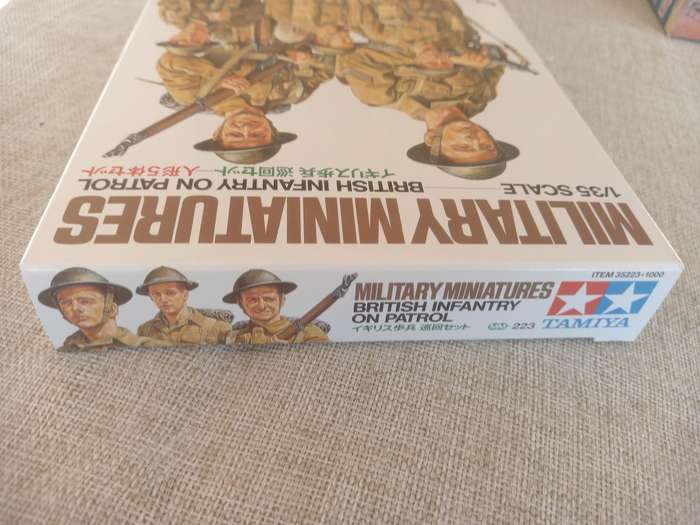 MILITARY MINIATURES
1/35 SCALE
BRITISH INFANTRY ON PATROL
イギリス歩兵 巡回セット 人形5体セット
ITEM 35223★1000
MILITARY MINIATURES
BRITISH INFANTRY
ON PATROL
イギリス歩兵 巡回セット
MM 223
TAMIYA